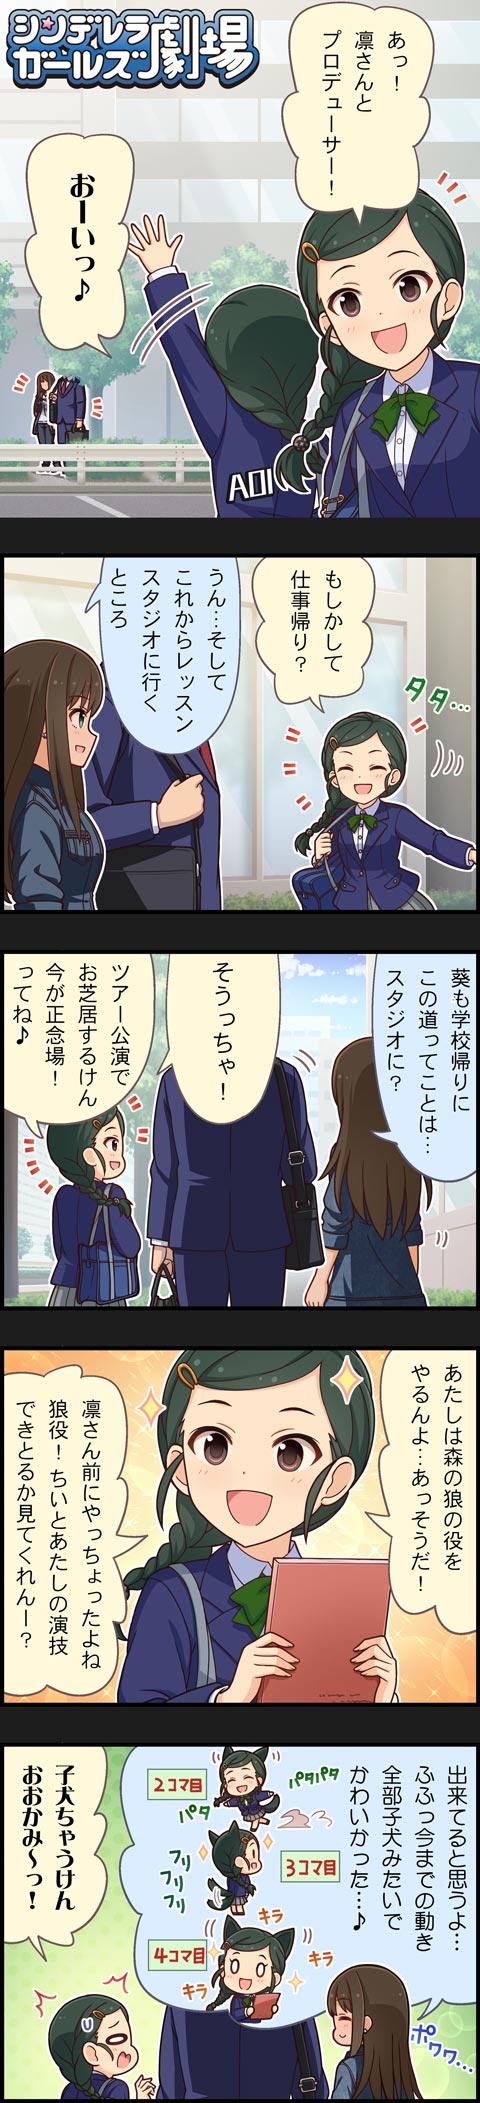 シンデレラ
ガールズ劇場
あっ！
凛さんと
プロデューサー！
おーいっ♪
AOI
もしかして
仕事帰り？
うん…そして
これからレッスン
スタジオに行く
ところ
タタ…
葵も学校帰りに
この道ってことは…
スタジオに？
そうっちゃ！
ツアー公演で
お芝居するけん
今が正念場！
ってね♪
あたしは森の狼の役を
やるんよ…あっそうだ！
凛さん前にやっちょったよね
狼役！ちいとあたしの演技
できとるか見てくれんー？
出来てると思うよ…
ふふっ今までの動き
全部子犬みたいで
かわいかった…♪
2コマ目
パタパタ
パタ
3コマ目
フリ
フリ
フリ
4コマ目
キラ
キラ
キラ
子犬ちゃうけん
おおかみ〜っ！
ポワワ…